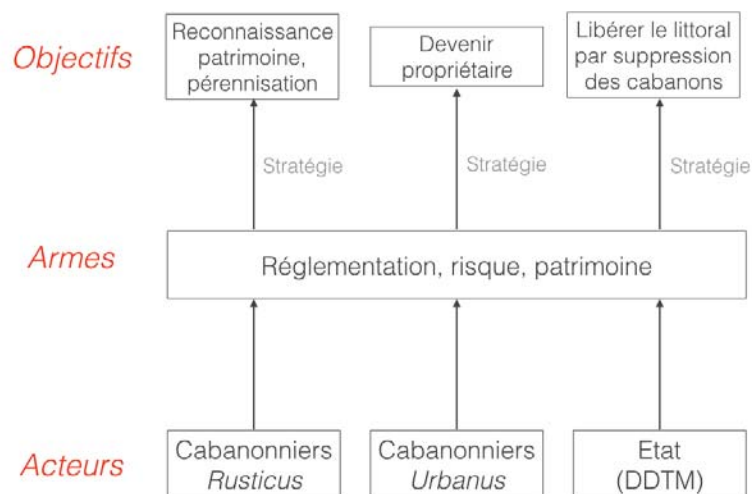 Objectifs
Reconnaissance
patrimoine,
pérennisation
Devenir
propriétaire
Libérer le littoral
par suppression
des cabanons
Stratégie
Stratégie
Stratégie
Armes
Réglementation, risque, patrimoine
Acteurs
Cabanonniers
Rusticus
Cabanonniers
Urbanus
Etat
(DDTM)